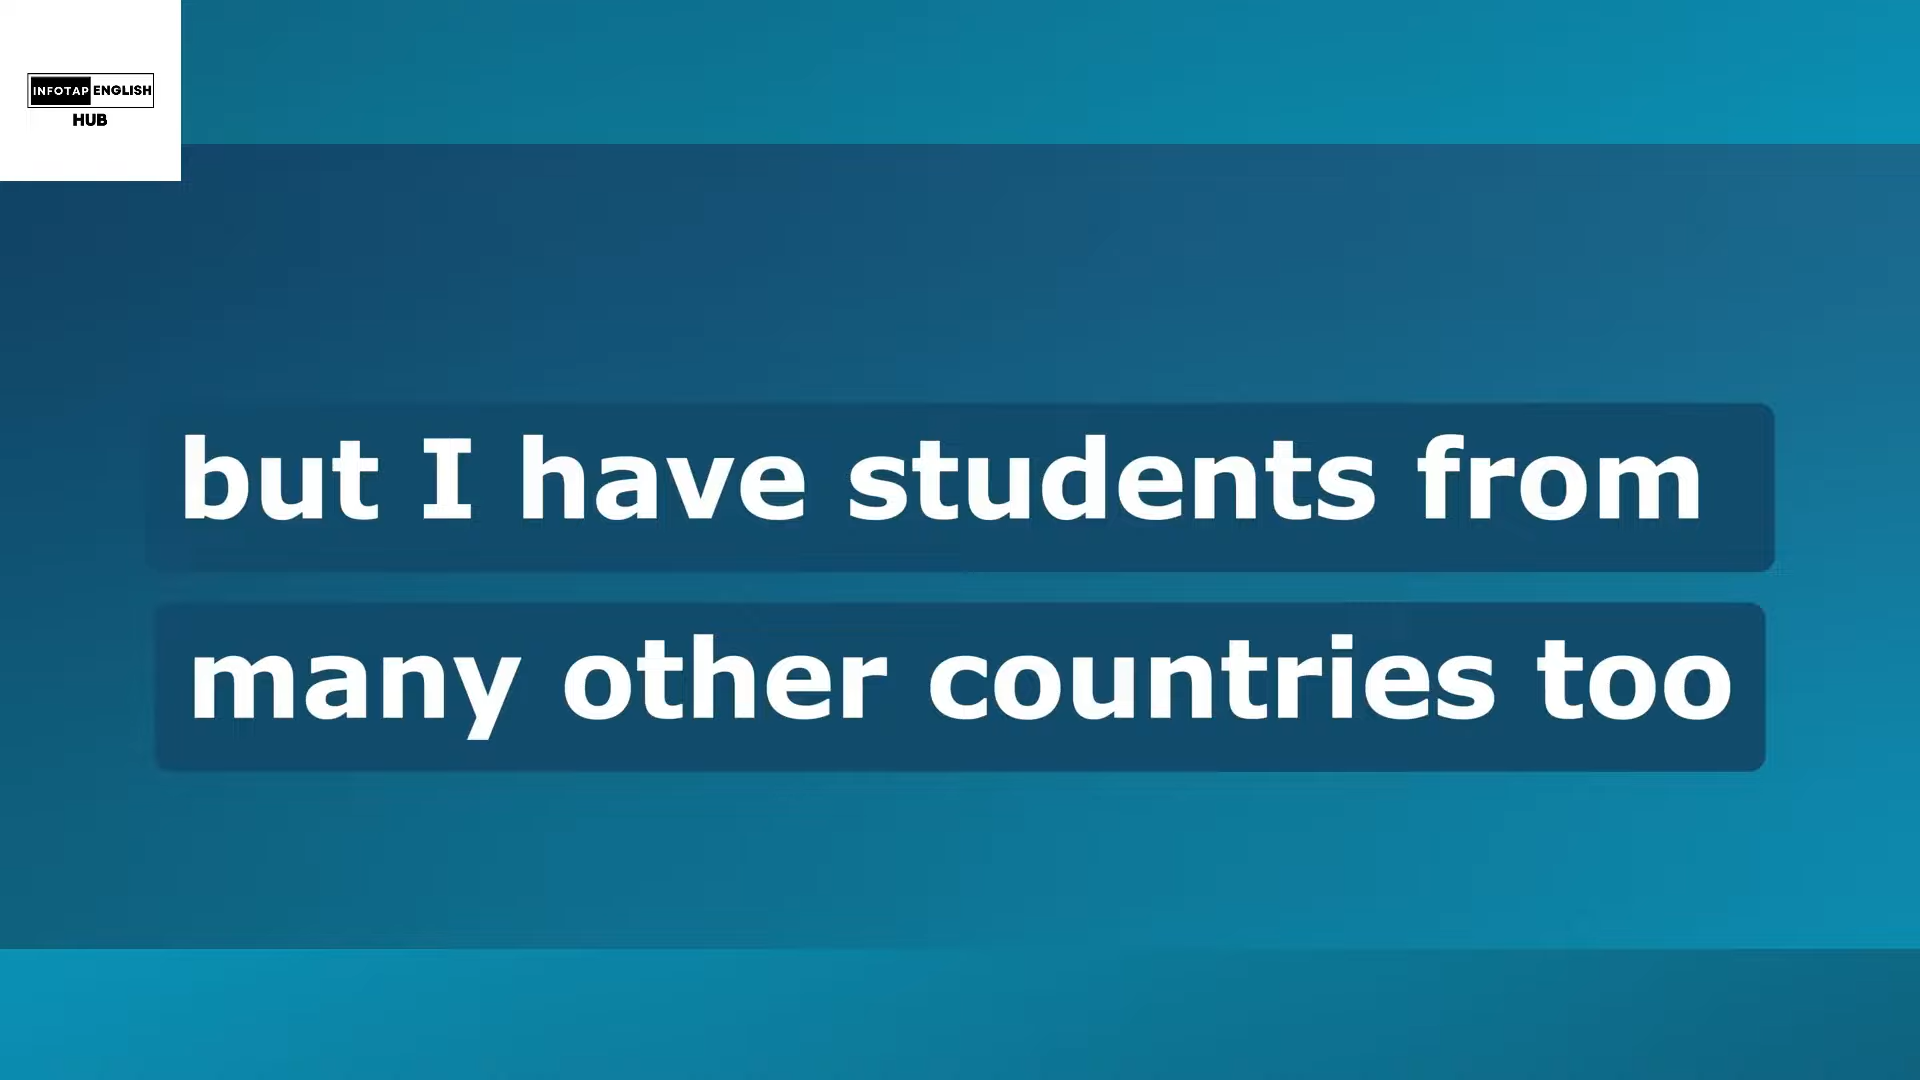 INFOTAP ENGLISH
HUB
but I have students from
many other countries too